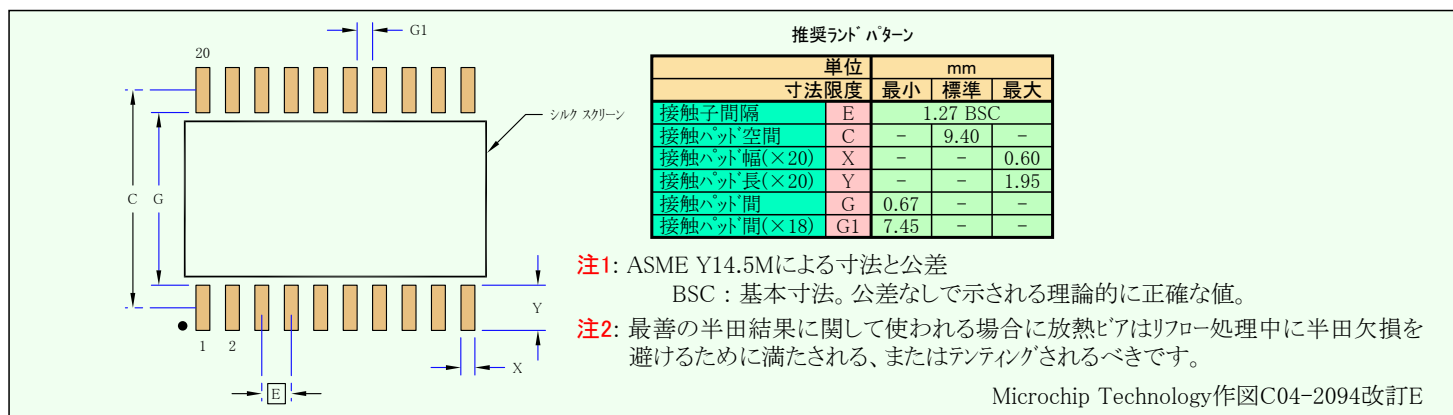 G1
20
シルク スクリーン
C
G
Y
1
2
X
E
推奨ランド パターン
単位 mm
寸法限度 最小 標準 最大
接触子間隔 E 1.27 BSC
接触パッド空間 C - 9.40 -
接触パッド幅(×20) X - - 0.60
接触パッド長(×20) Y - - 1.95
接触パッド間 G 0.67 - -
接触パッド間(×18) G1 7.45 - -
注1: ASME Y14.5Mによる寸法と公差
BSC : 基本寸法。公差なしで示される理論的に正確な値。
注2: 最善の半田結果に関して使われる場合に放熱ビアはリフロー処理中に半田欠損を
避けるために満たされる、またはテンティングされるべきです。
Microchip Technology作図C04-2094改訂E